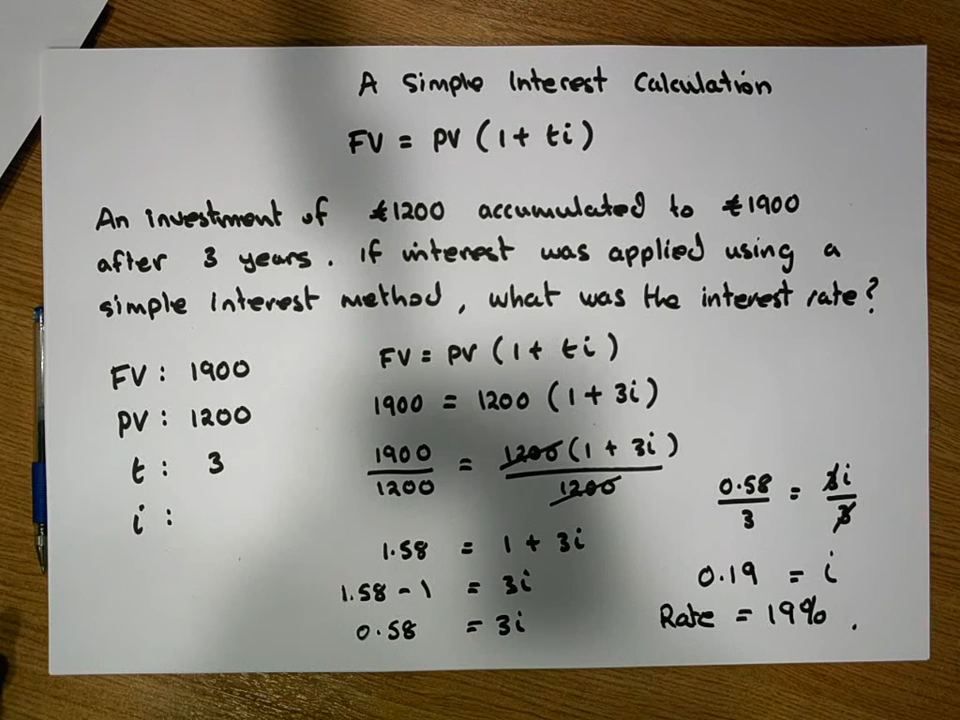 A Simple Interest Calculation
FV = PV (1 + ti)
An investment of €1200 accumulated to €1900
after 3 years. If interest was applied using a
simple interest method, what was the interest rate?
FV : 1900
PV : 1200
t : 3
i :
FV = PV (1 + ti)
1900 = 1200 (1 + 3i)
1900/1200 = 1200(1 + 3i)/1200
1.58 = 1 + 3i
1.58 - 1 = 3i
0.58 = 3i
0.58/3 = 3i/3
0.19 = i
Rate = 19%.